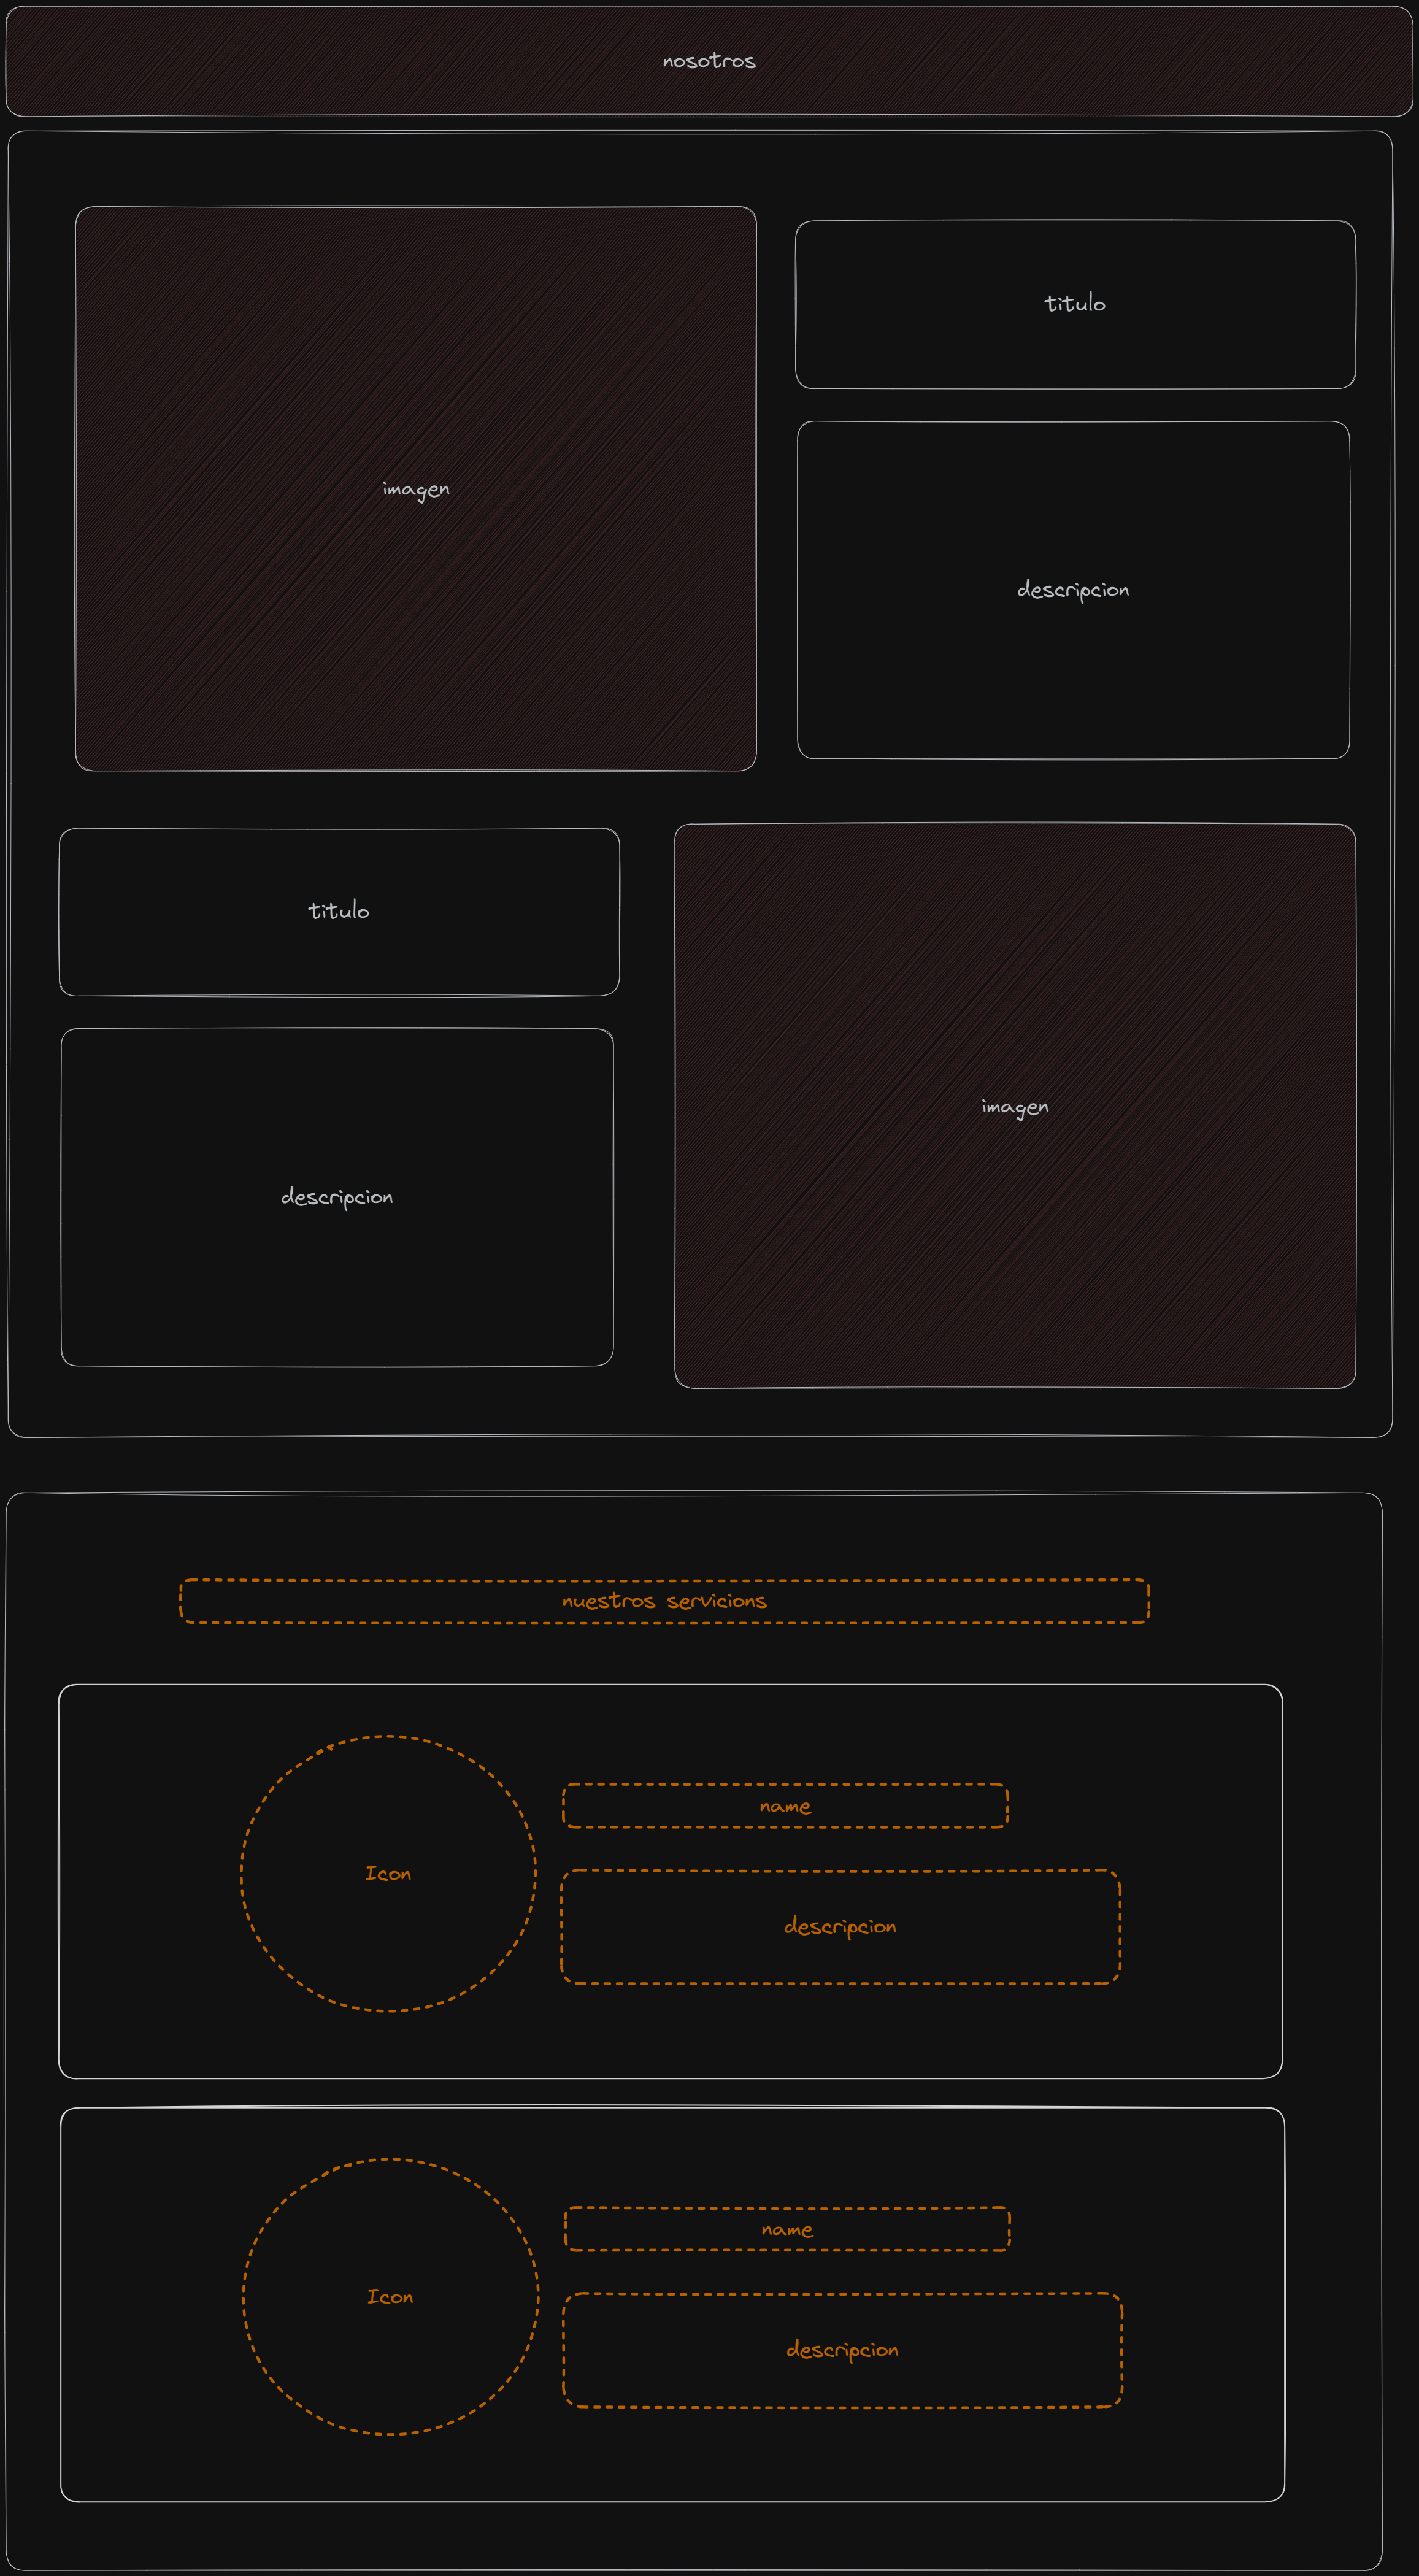 nosotros
imagen
titulo
descripcion
titulo
descripcion
imagen
nuestros servicions
Icon
name
descripcion
Icon
name
descripcion